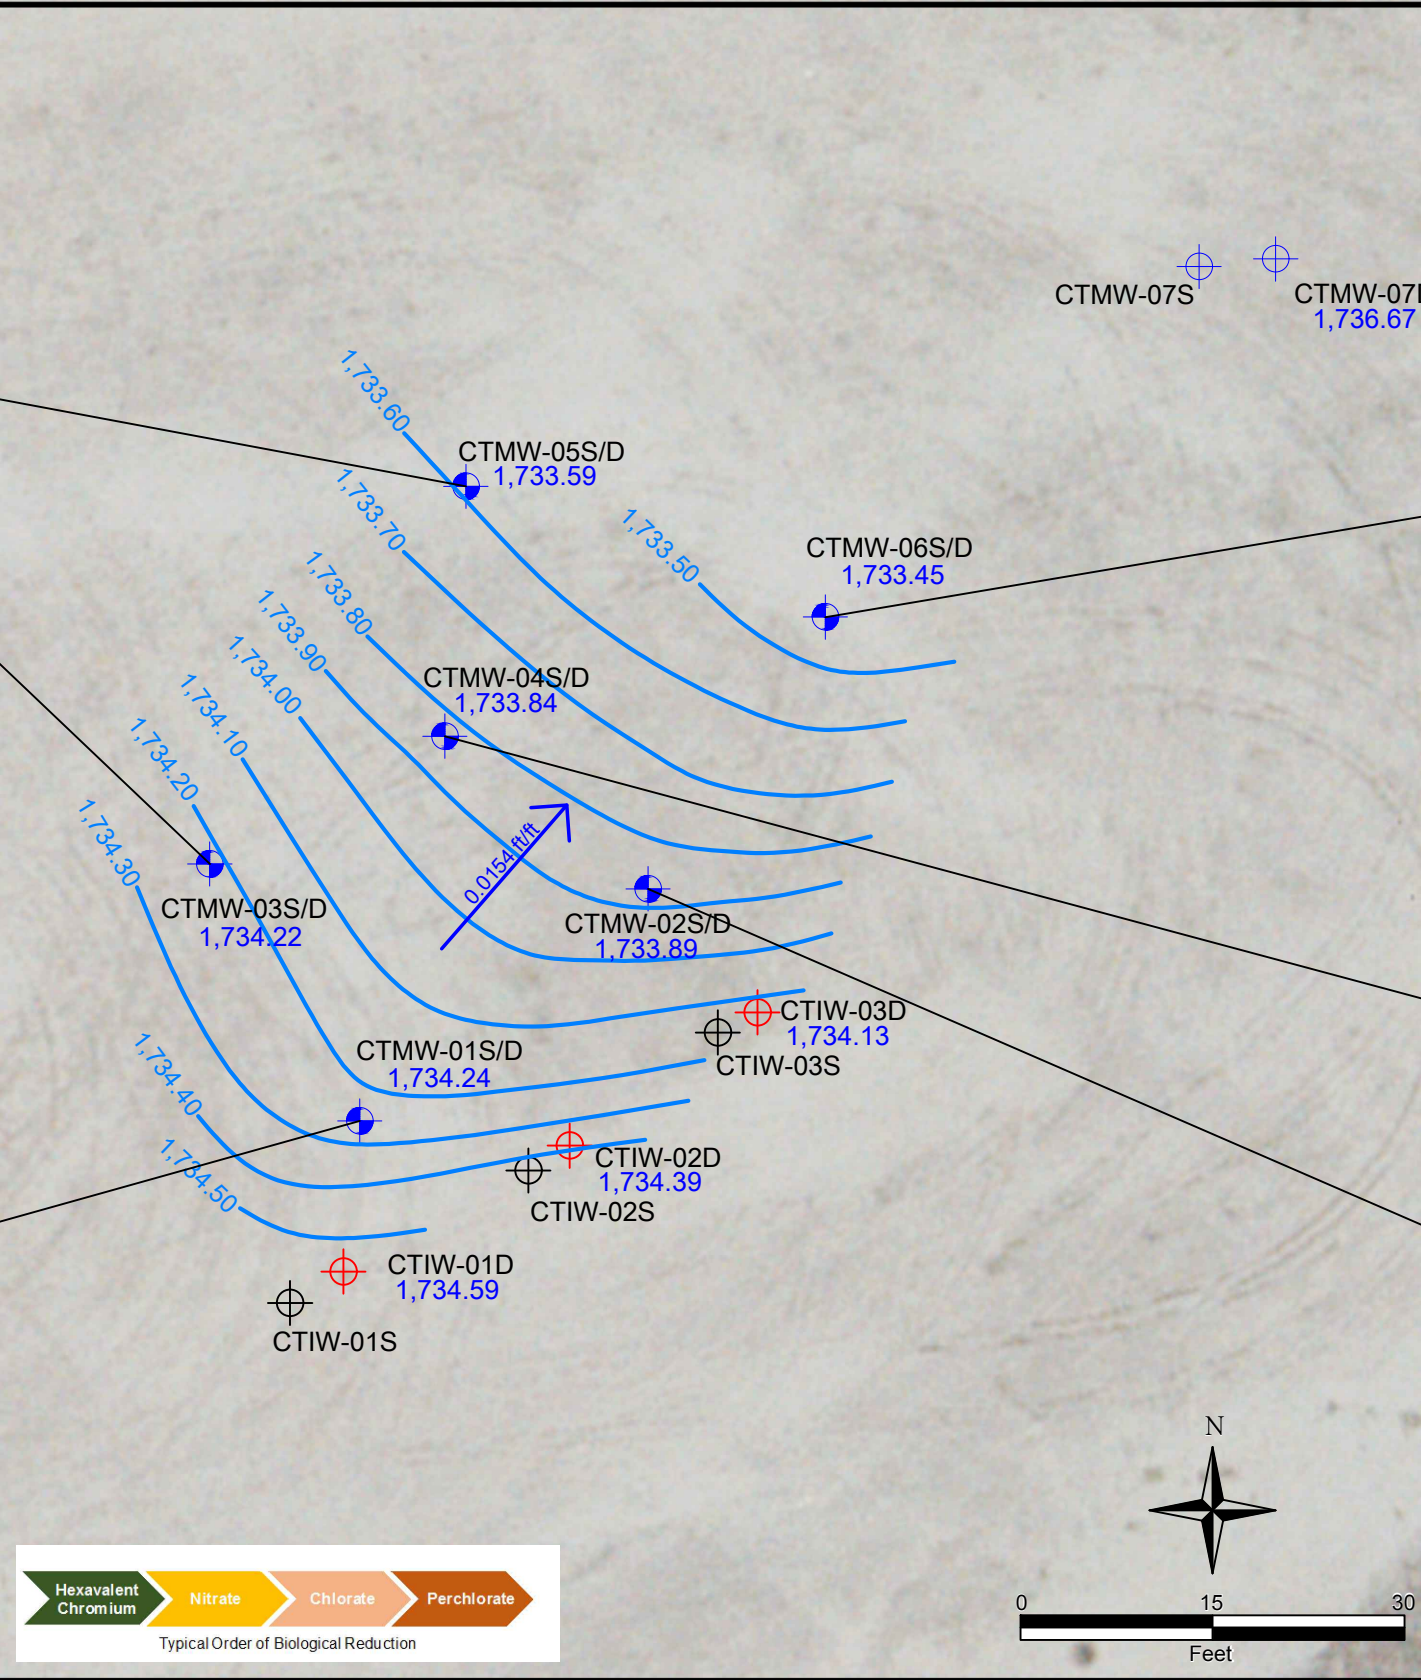 CTMW-07S
CTMW-07
1,736.67
1,733.60
CTMW-05S/D
1,733.59
1,733.70
1,733.50
CTMW-06S/D
1,733.45
1,733.80
1,733.90
1,734.00
CTMW-04S/D
1,733.84
1,734.10
1,734.20
1,734.30
0.0154 ft/ft
CTMW-03S/D
1,734.22
CTMW-02S/D
1,733.89
CTIW-03D
1,734.13
CTIW-03S
CTMW-01S/D
1,734.24
1,734.40
1,734.50
CTIW-02D
1,734.39
CTIW-02S
CTIW-01D
1,734.59
CTIW-01S
N
0 15 30
Feet
Hexavalent
Chromium
Nitrate
Chlorate
Perchlorate
Typical Order of Biological Reduction